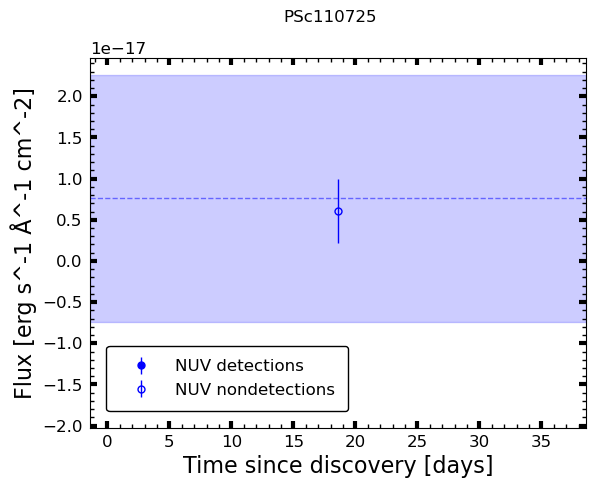 PSc110725
1e−17
2.0
1.5
1.0
0.5
0.0
−0.5
−1.0
−1.5
−2.0
Flux [erg s^-1 Å^-1 cm^-2]
NUV detections
NUV nondetections
0 5 10 15 20 25 30 35
Time since discovery [days]